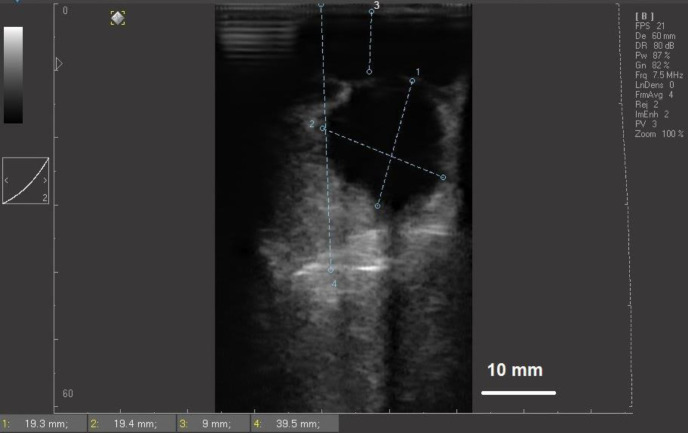 0
3
1
2
4
60
2
10 mm
[ B ]
FPS 21
De 60 mm
DR 80 dB
Pw 87 %
Gn 82 %
Frq 7.5 MHz
LnDens 0
FrmAvg 4
Rej 2
ImEnh 2
PV 3
Zoom 100 %
1: 19.3 mm; 2: 19.4 mm; 3: 9 mm; 4: 39.5 mm;